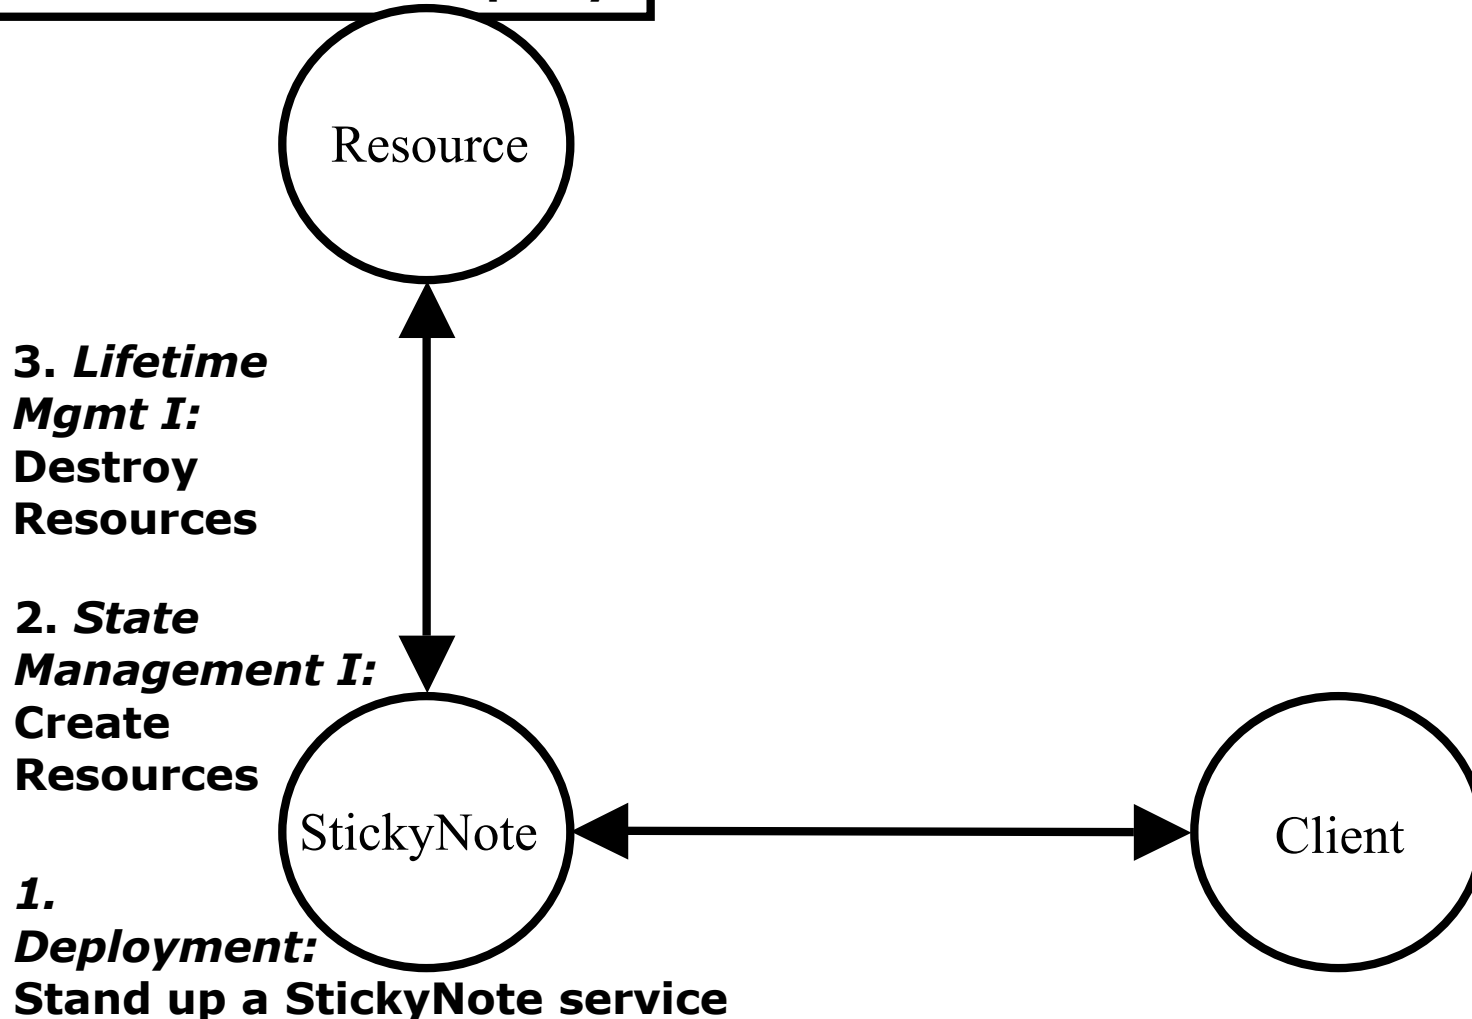 Resource
3. Lifetime
Mgmt I:
Destroy
Resources
2. State
Management I:
Create
Resources
StickyNote
Client
1.
Deployment:
Stand up a StickyNote service